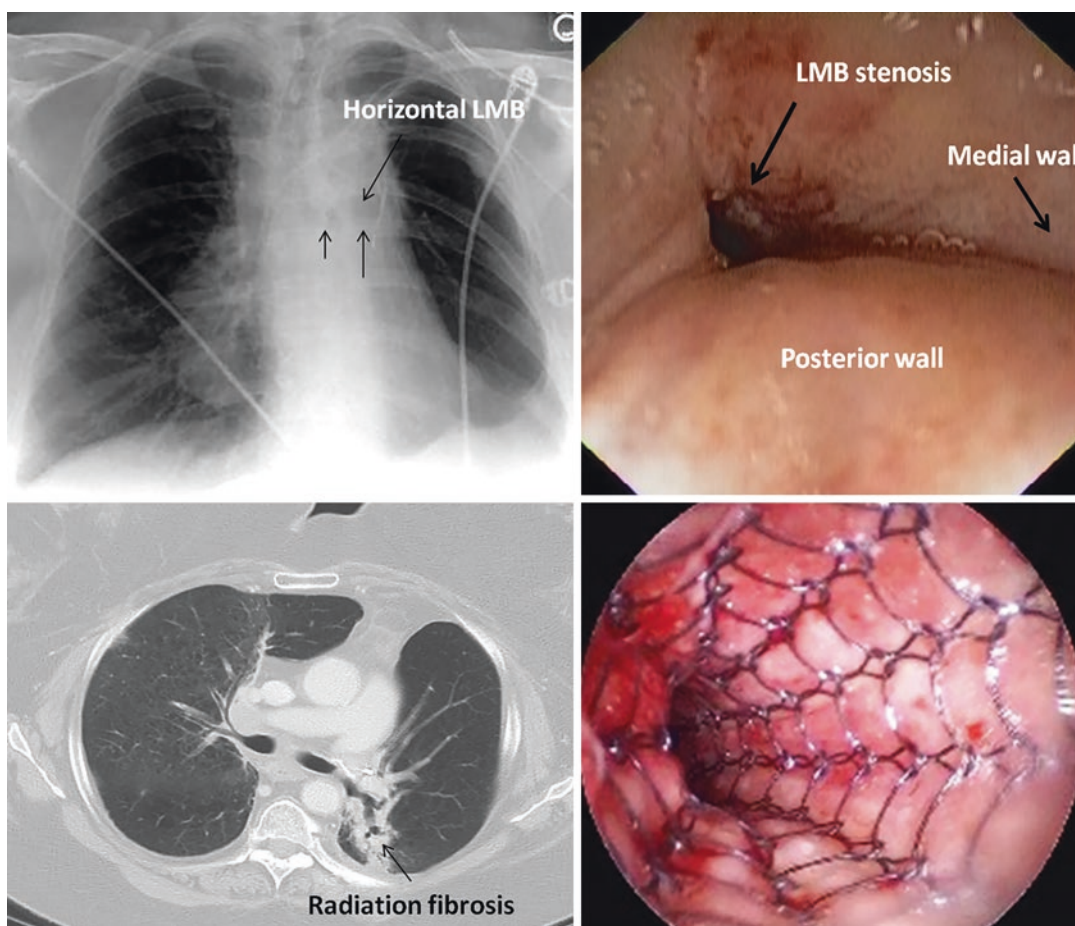 Horizontal LMB
LMB stenosis
Medial wal
Posterior wall
Radiation fibrosis